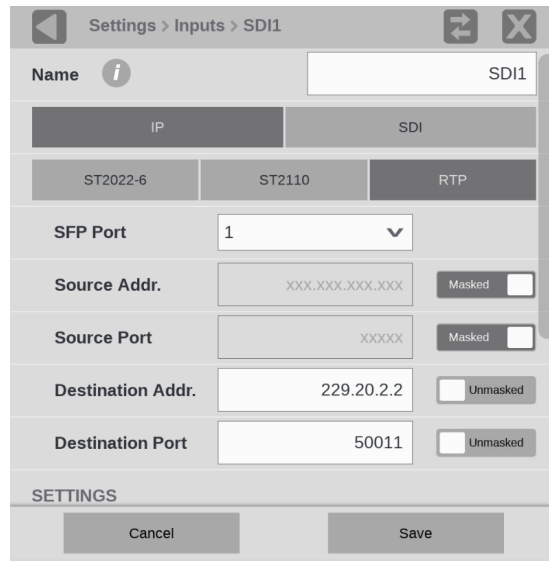 Settings > Inputs > SDI1
X
Name i SDI1
IP SDI
ST2022-6 ST2110 RTP
SFP Port 1
Source Addr. xxx.xxx.xxx.xxx Masked
Source Port xxxxx Masked
Destination Addr. 229.20.2.2 Unmasked
Destination Port 50011 Unmasked
SETTINGS
Cancel Save